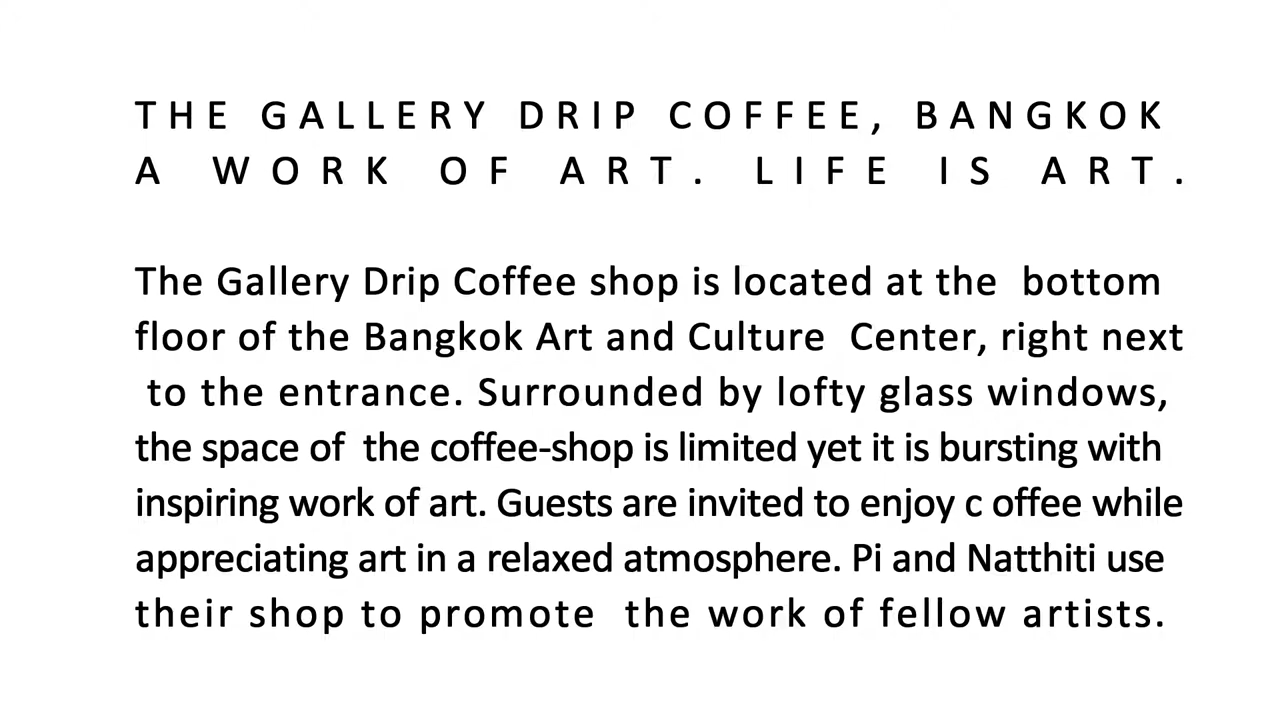 THE GALLERY DRIP COFFEE, BANGKOK
A WORK OF ART. LIFE IS ART.
The Gallery Drip Coffee shop is located at the bottom
floor of the Bangkok Art and Culture Center, right next
to the entrance. Surrounded by lofty glass windows,
the space of the coffee-shop is limited yet it is bursting with
inspiring work of art. Guests are invited to enjoy c offee while
appreciating art in a relaxed atmosphere. Pi and Natthiti use
their shop to promote the work of fellow artists.